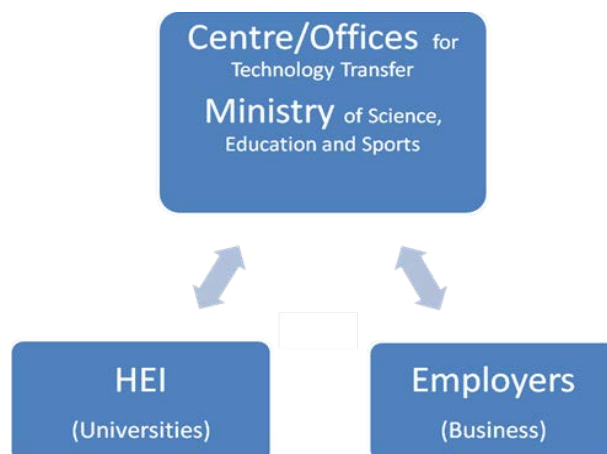 Centre/Offices for
Technology Transfer
Ministry of Science,
Education and Sports
HEI
(Universities)
Employers
(Business)